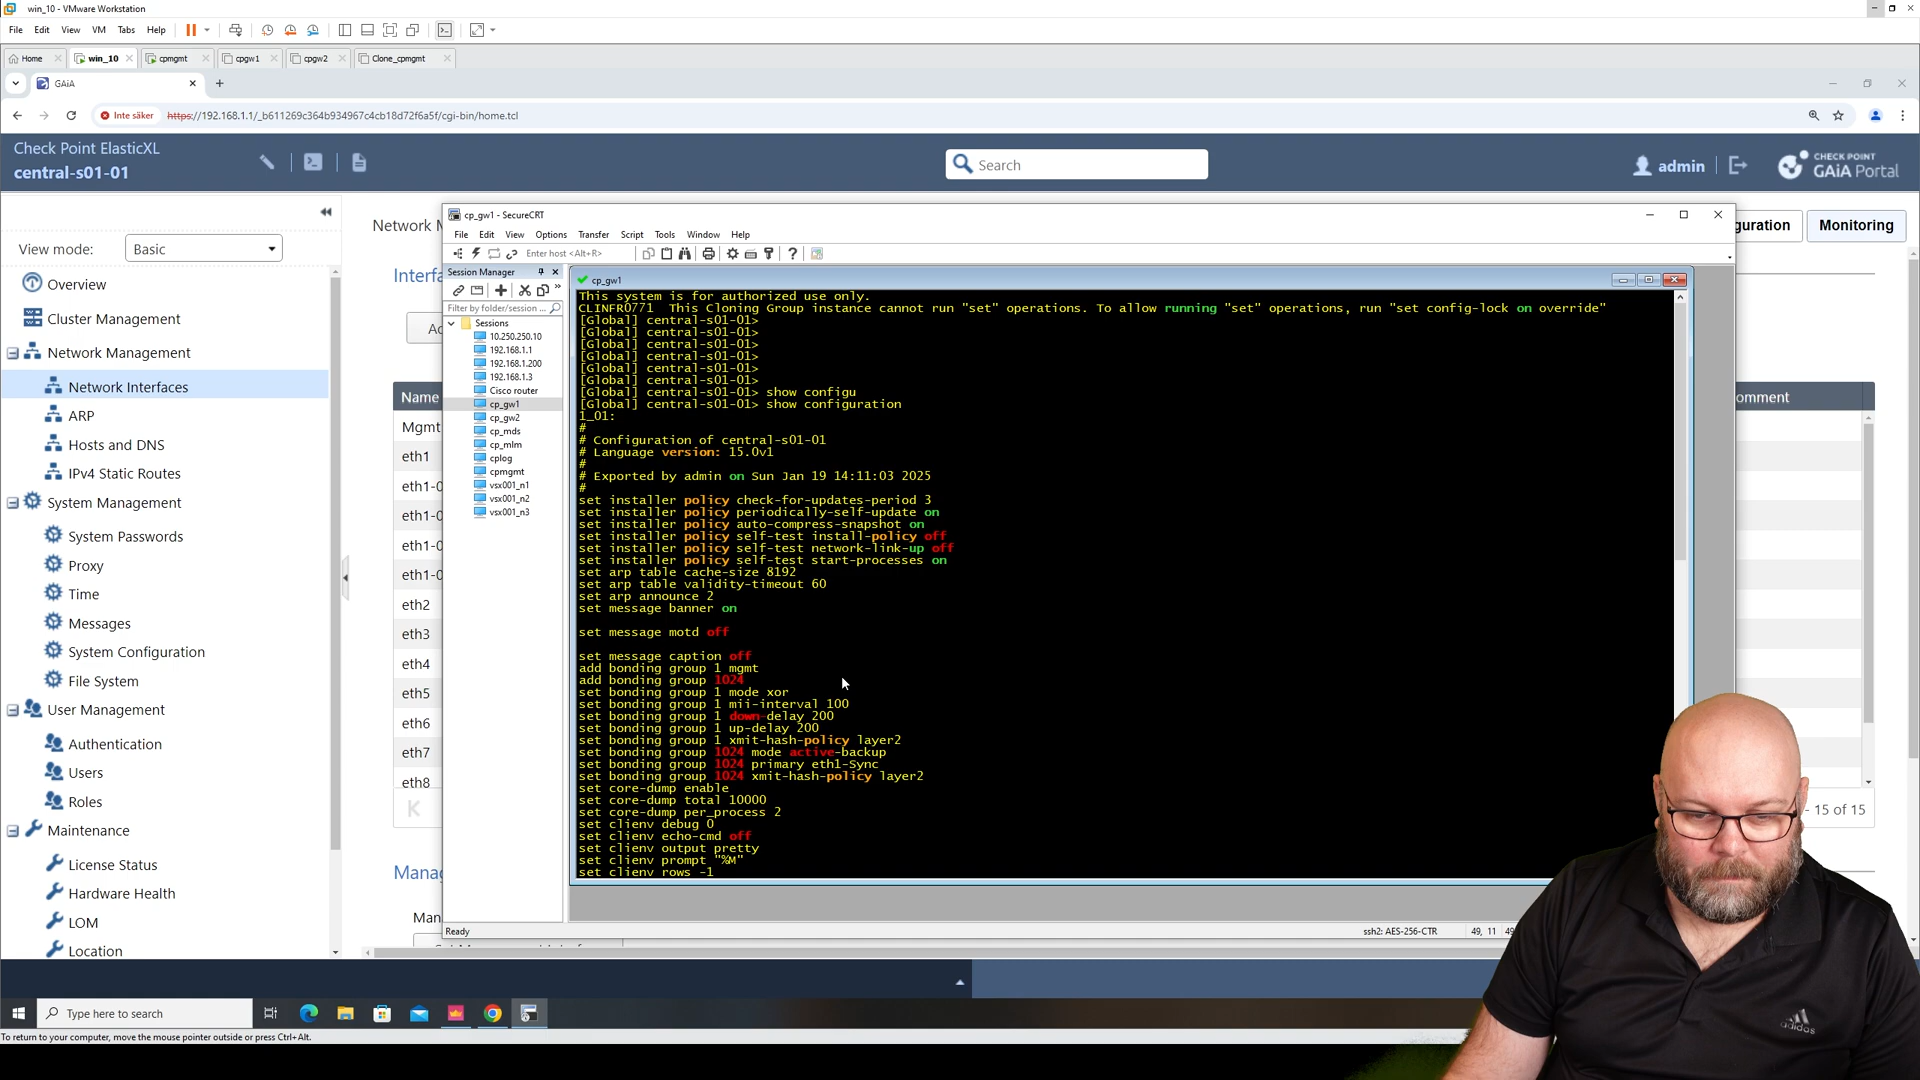 win_10 - VMware Workstation
File Edit View VM Tabs Help
Home win_10 cpmgmt cpgw1 cpgw2 Clone_cpmgmt
GAiA
Inte säker https://192.168.1.1/_b611269c364b934967c4cb18d72f6a5f/cgi-bin/home.tcl
Check Point ElasticXL
central-s01-01
Search
admin
CHECK POINT
GAiA Portal
View mode: Basic
Overview
Cluster Management
Network Management
Network Interfaces
ARP
Hosts and DNS
IPv4 Static Routes
System Management
System Passwords
Proxy
Time
Messages
System Configuration
File System
User Management
Authentication
Users
Roles
Maintenance
License Status
Hardware Health
LOM
Location
Network M
Interfa
Name
Mgmt
eth1
eth1-0
eth1-0
eth1-0
eth1-0
eth2
eth3
eth4
eth5
eth6
eth7
eth8
Manag
Man
uration
Monitoring
omment
- 15 of 15
cp_gw1 - SecureCRT
File Edit View Options Transfer Script Tools Window Help
Enter host <Alt+R>
Session Manager
Filter by folder/session ...
Sessions
10.250.250.10
192.168.1.1
192.168.1.200
192.168.1.3
Cisco router
cp_gw1
cp_gw2
cp_mds
cp_mlm
cplog
cpmgmt
vsx001_n1
vsx001_n2
vsx001_n3
cp_gw1
This system is for authorized use only.
CLINFR0771 This Cloning Group instance cannot run "set" operations. To allow running "set" operations, run "set config-lock on override"
[Global] central-s01-01>
[Global] central-s01-01>
[Global] central-s01-01>
[Global] central-s01-01>
[Global] central-s01-01>
[Global] central-s01-01>
[Global] central-s01-01> show configu
[Global] central-s01-01> show configuration
1_01:
#
# Configuration of central-s01-01
# Language version: 15.0v1
#
# Exported by admin on Sun Jan 19 14:11:03 2025
#
set installer policy check-for-updates-period 3
set installer policy periodically-self-update on
set installer policy auto-compress-snapshot on
set installer policy self-test install-policy off
set installer policy self-test network-link-up off
set installer policy self-test start-processes on
set arp table cache-size 8192
set arp table validity-timeout 60
set arp announce 2
set message banner on
set message motd off
set message caption off
add bonding group 1 mgmt
add bonding group 1024
set bonding group 1 mode xor
set bonding group 1 mii-interval 100
set bonding group 1 down-delay 200
set bonding group 1 up-delay 200
set bonding group 1 xmit-hash-policy layer2
set bonding group 1024 mode active-backup
set bonding group 1024 primary eth1-Sync
set bonding group 1024 xmit-hash-policy layer2
set core-dump enable
set core-dump total 10000
set core-dump per_process 2
set clienv debug 0
set clienv echo-cmd off
set clienv output pretty
set clienv prompt "%M"
set clienv rows -1
Ready
ssh2: AES-256-CTR 49, 11 49
Type here to search
To return to your computer, move the mouse pointer outside or press Ctrl+Alt.
adidas